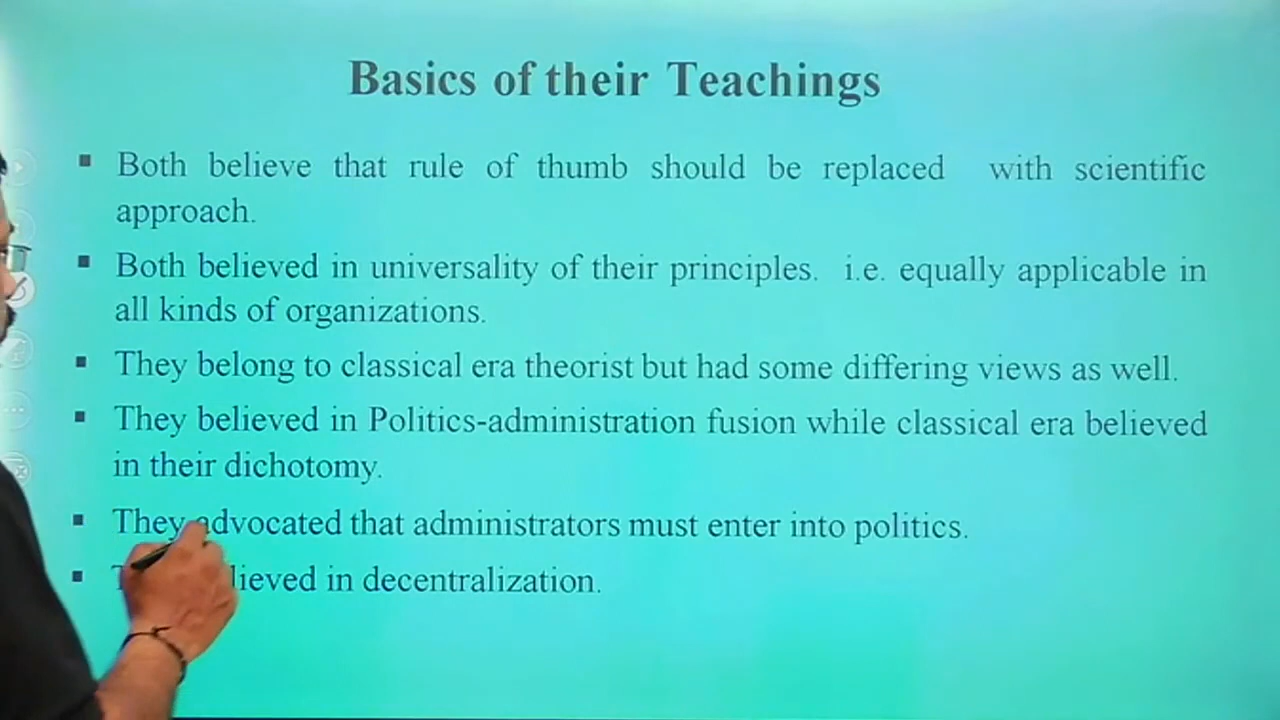 Basics of their Teachings
▪ Both believe that rule of thumb should be replaced with scientific
approach.
▪ Both believed in universality of their principles. i.e. equally applicable in
all kinds of organizations.
▪ They belong to classical era theorist but had some differing views as well.
▪ They believed in Politics-administration fusion while classical era believed
in their dichotomy.
▪ They advocated that administrators must enter into politics.
▪ in decentralization.